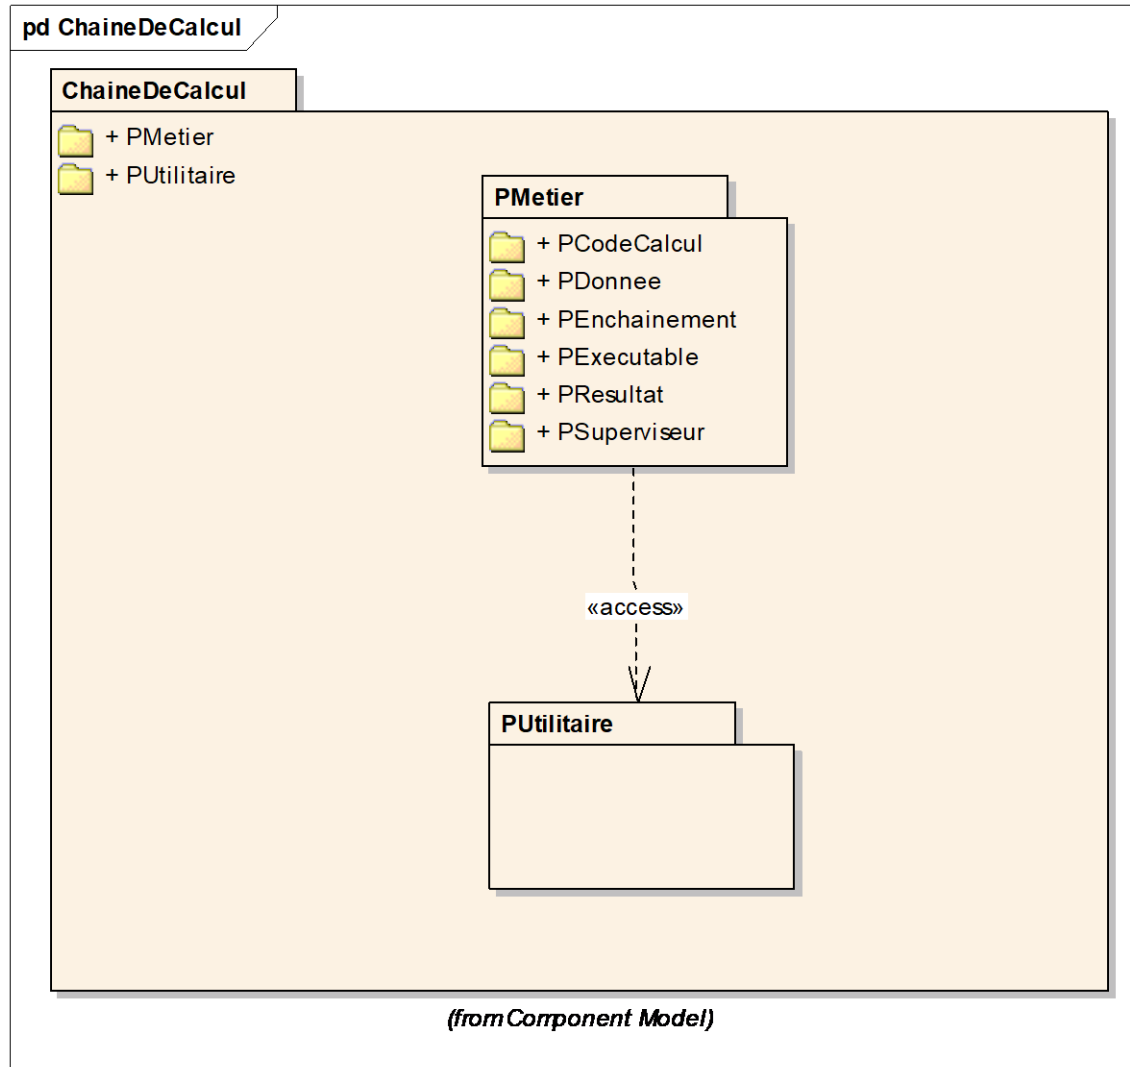 pd ChaineDeCalcul
ChaineDeCalcul
+ PMetier
+ PUtilitaire
PMetier
+ PCodeCalcul
+ PDonnee
+ PEnchainement
+ PExecutable
+ PResultat
+ PSuperviseur
«access»
PUtilitaire
(from Component Model)